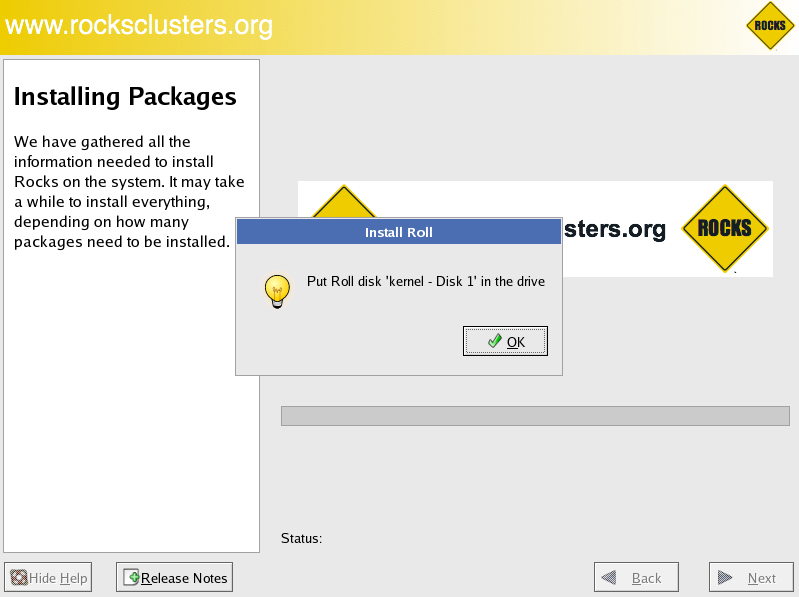 www.rocksclusters.org
ROCKS
Installing Packages
We have gathered all the
information needed to install
Rocks on the system. It may take
a while to install everything,
depending on how many
packages need to be installed.
sters.org
ROCKS
Install Roll
Put Roll disk 'kernel - Disk 1' in the drive
OK
Status:
Hide Help
Release Notes
Back
Next